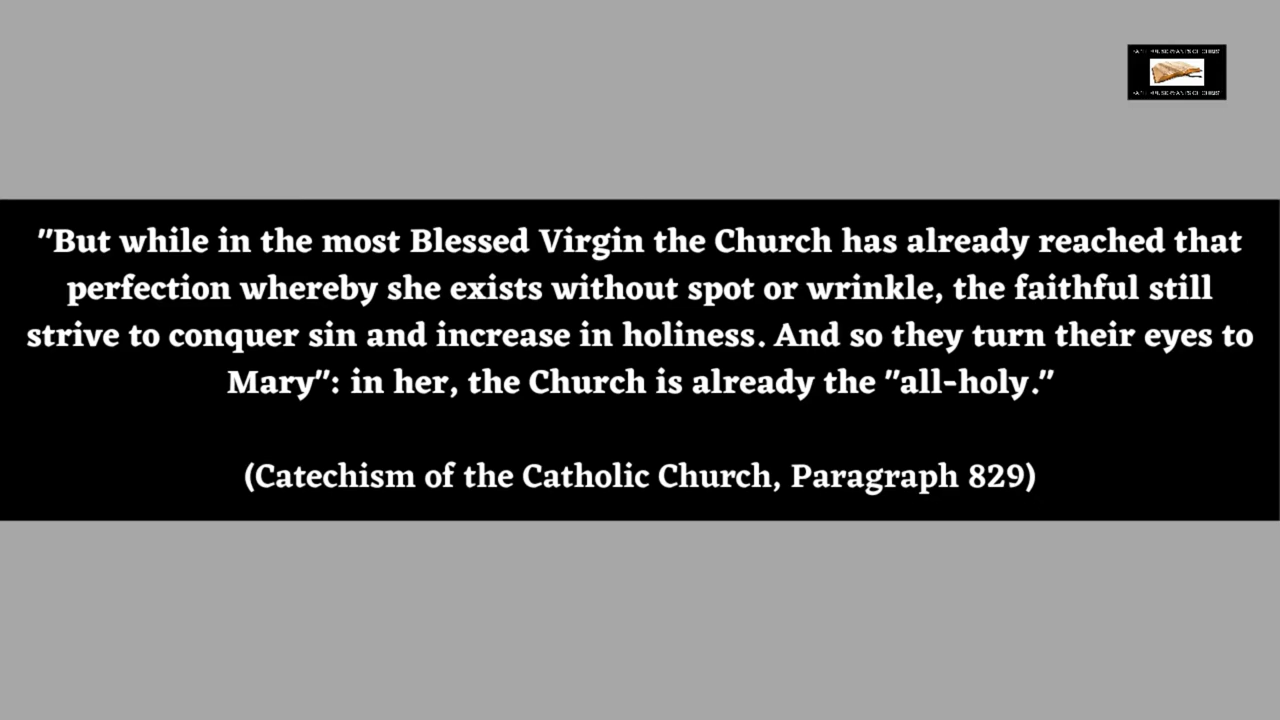 "But while in the most Blessed Virgin the Church has already reached that
perfection whereby she exists without spot or wrinkle, the faithful still
strive to conquer sin and increase in holiness. And so they turn their eyes to
Mary": in her, the Church is already the "all-holy."
(Catechism of the Catholic Church, Paragraph 829)